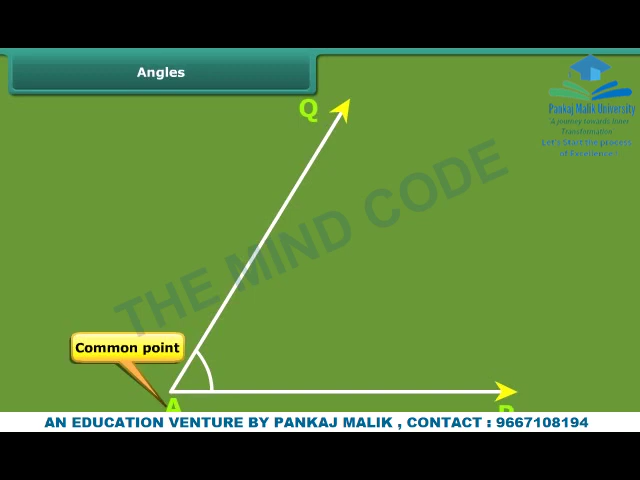 Angles
Q
Pankaj Malik University
"A journey towards Inner
Transformation"
Let's Start the process
of Excellence !
THE MIND CODE
Common point
A
AN EDUCATION VENTURE BY PANKAJ MALIK , CONTACT : 9667108194